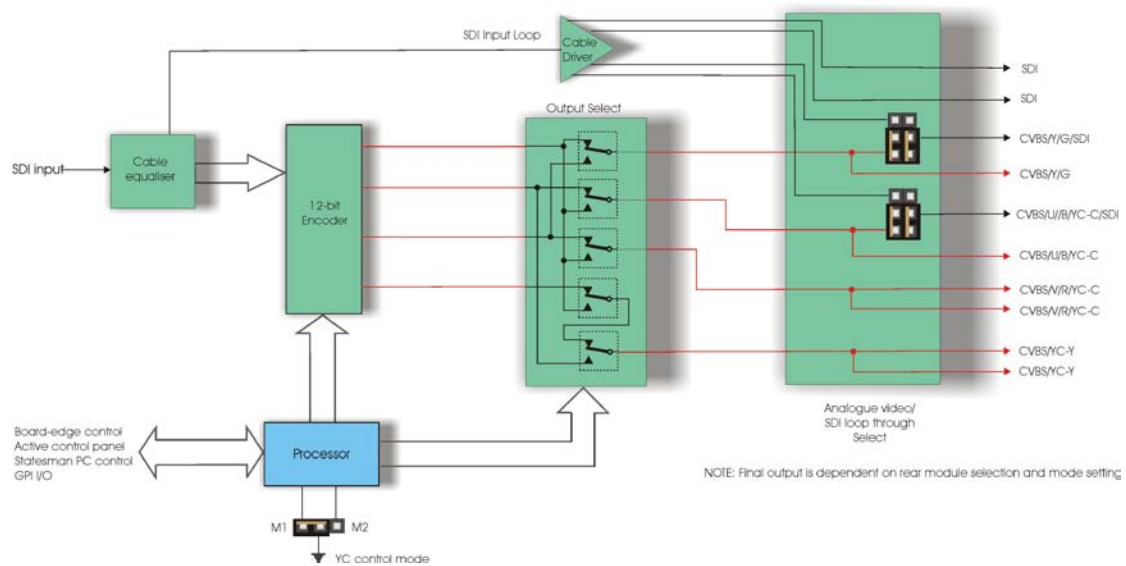 SDI Input Loop
Cable
Driver
SDI
SDI
Output Select
CVBS/Y/G/SDI
SDI input
Cable
equaliser
CVBS/Y/G
12-bit
Encoder
CVBS/U//B/YC-C/SDI
CVBS/U/B/YC-C
CVBS/V/R/YC-C
CVBS/V/R/YC-C
CVBS/YC-Y
CVBS/YC-Y
Analogue video/
SDI loop through
Select
Board-edge control
Active control panel
Statesman PC control
GPI I/O
Processor
NOTE: Final output is dependent on rear module selection and mode setting
M1
M2
YC control mode